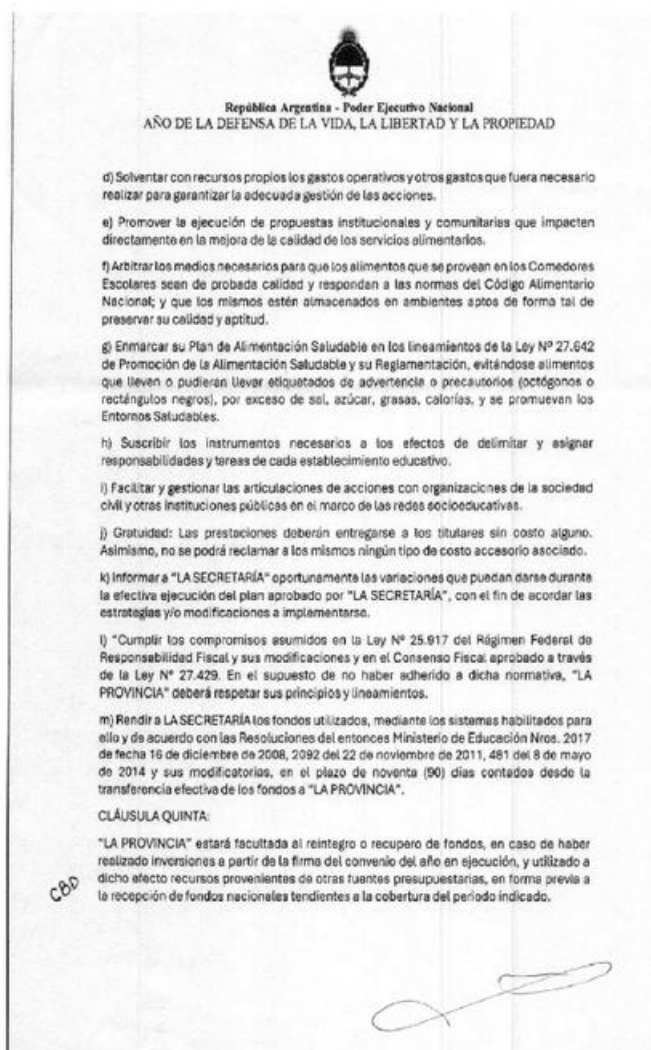 República Argentina - Poder Ejecutivo Nacional
AÑO DE LA DEFENSA DE LA VIDA, LA LIBERTAD Y LA PROPIEDAD
d) Solventar con recursos propios los gastos operativos y otros gastos que fuera necesario
realizar para garantizar la adecuada gestión de las acciones.
e) Promover la ejecución de propuestas institucionales y comunitarias que impacten
directamente en la mejora de la calidad de los servicios alimentarios.
f) Arbitrar los medios necesarios para que los alimentos que se provean en los Comedores
Escolares sean de probada calidad y respondan a las normas del Código Alimentario
Nacional; y que los mismos estén almacenados en ambientes aptos de forma tal de
preservar su calidad y aptitud.
g) Enmarcar su Plan de Alimentación Saludable en los lineamientos de la Ley Nº 27.642
de Promoción de la Alimentación Saludable y su Reglamentación, evitándose alimentos
que lleven o pudieran llevar etiquetados de advertencia o precautorios (octógonos o
rectángulos negros), por exceso de sal, azúcar, grasas, calorías, y se promuevan los
Entornos Saludables.
h) Suscribir los instrumentos necesarios a los efectos de delimitar y asignar
responsabilidades y tareas de cada establecimiento educativo.
i) Facilitar y gestionar las articulaciones de acciones con organizaciones de la sociedad
civil y otras instituciones públicas en el marco de las redes socioeducativas.
j) Gratuidad: Las prestaciones deberán entregarse a los titulares sin costo alguno.
Asimismo, no se podrá reclamar a los mismos ningún tipo de costo accesorio asociado.
k) Informar a "LA SECRETARÍA" oportunamente las variaciones que puedan darse durante
la efectiva ejecución del plan aprobado por "LA SECRETARÍA", con el fin de acordar las
estrategias y/o modificaciones a implementarse.
l) "Cumplir los compromisos asumidos en la Ley Nº 25.917 del Régimen Federal de
Responsabilidad Fiscal y sus modificaciones y en el Consenso Fiscal aprobado a través
de la Ley Nº 27.429. En el supuesto de no haber adherido a dicha normativa, "LA
PROVINCIA" deberá respetar sus principios y lineamientos.
m) Rendir a LA SECRETARÍA los fondos utilizados, mediante los sistemas habilitados para
ello y de acuerdo con las Resoluciones del entonces Ministerio de Educación Nros. 2017
de fecha 16 de diciembre de 2008, 2092 del 22 de noviembre de 2011, 481 del 8 de mayo
de 2014 y sus modificatorias, en el plazo de noventa (90) días contados desde la
transferencia efectiva de los fondos a "LA PROVINCIA".
CLÁUSULA QUINTA:
"LA PROVINCIA" estará facultada al reintegro o recupero de fondos, en caso de haber
realizado inversiones a partir de la firma del convenio del año en ejecución, y utilizado a
dicho efecto recursos provenientes de otras fuentes presupuestarias, en forma previa a
la recepción de fondos nacionales tendientes a la cobertura del periodo indicado.
CBD